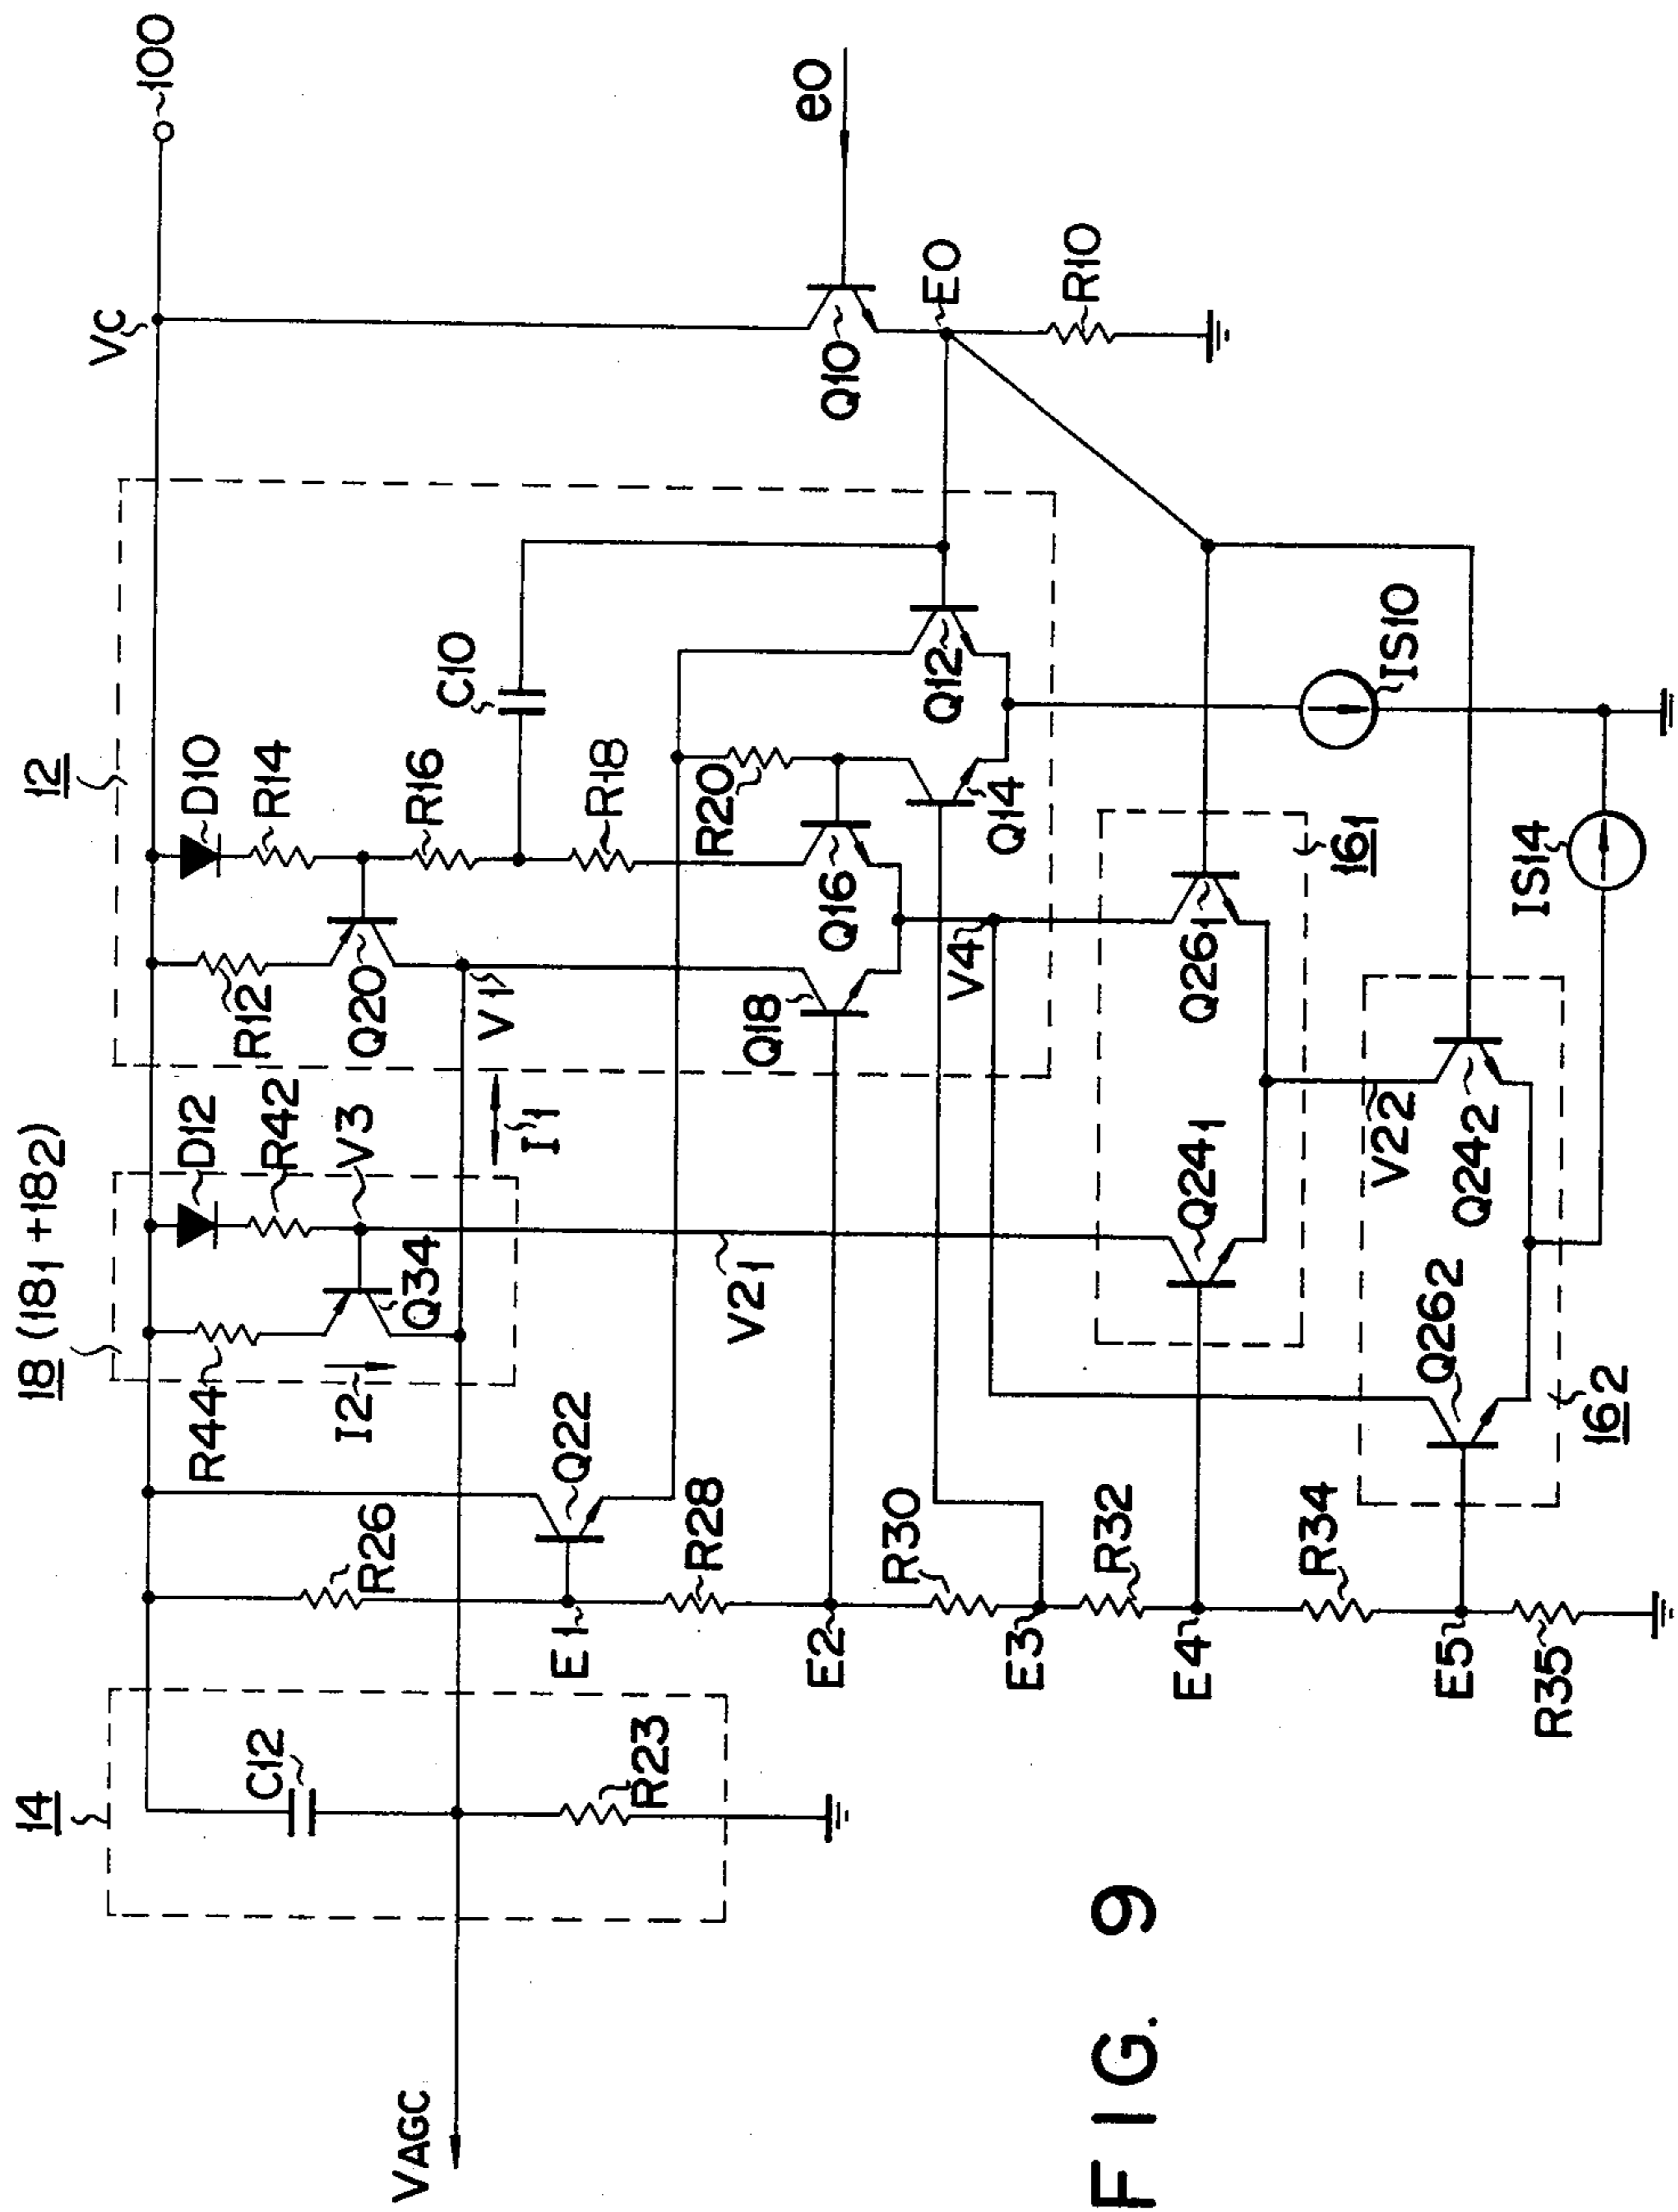 18 (18₁ +18₂)
12
14
VC
100
D12
R42
V3
D10
R14
R44
Q34
I2
R12
Q20
R16
C10
C12
R26
Q22
V1
I1
R18
VAGC
R23
E1
R28
V2₁
R20
Q18
Q16
Q12
Q10
e0
E0
E2
R30
V4
Q14
R10
E3
R32
Q24₁
Q26₁
16₁
E4
R34
V2₂
IS10
Q26₂
Q24₂
IS14
E5
R35
16₂
FIG. 9